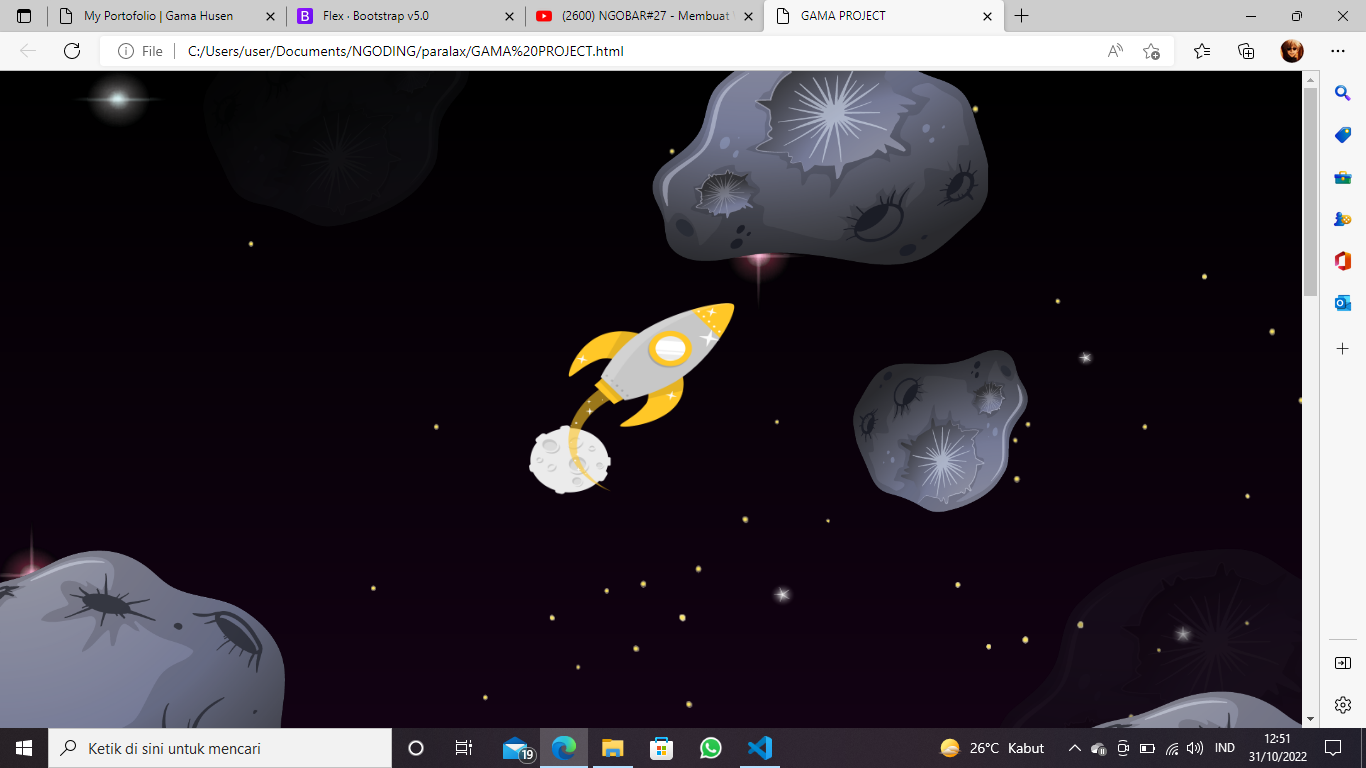 My Portofolio | Gama Husen
B Flex · Bootstrap v5.0
(2600) NGOBAR#27 - Membuat
GAMA PROJECT
File
C:/Users/user/Documents/NGODING/paralax/GAMA%20PROJECT.html
Ketik di sini untuk mencari
19
26°C Kabut
IND
12:51
31/10/2022